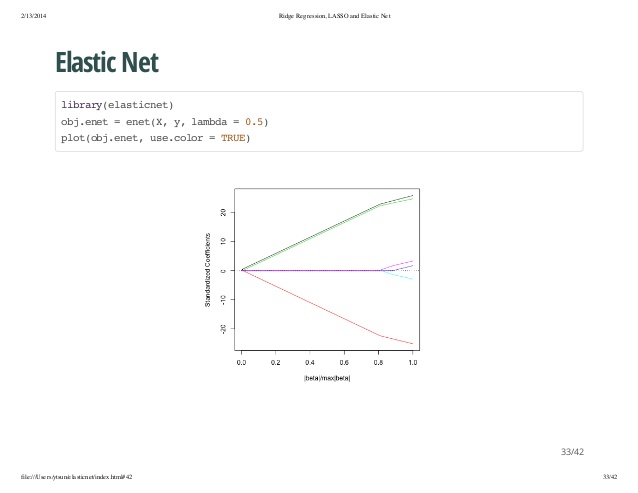 2/13/2014 Ridge Regression, LASSO and Elastic Net
Elastic Net
library(elasticnet)
obj.enet = enet(X, y, lambda = 0.5)
plot(obj.enet, use.color = TRUE)
Standardized Coefficients
20
10
0
-10
-20
0.0 0.2 0.4 0.6 0.8 1.0
|beta|/max|beta|
33/42
file:///Users/ytsun/elasticnet/index.html#42 33/42